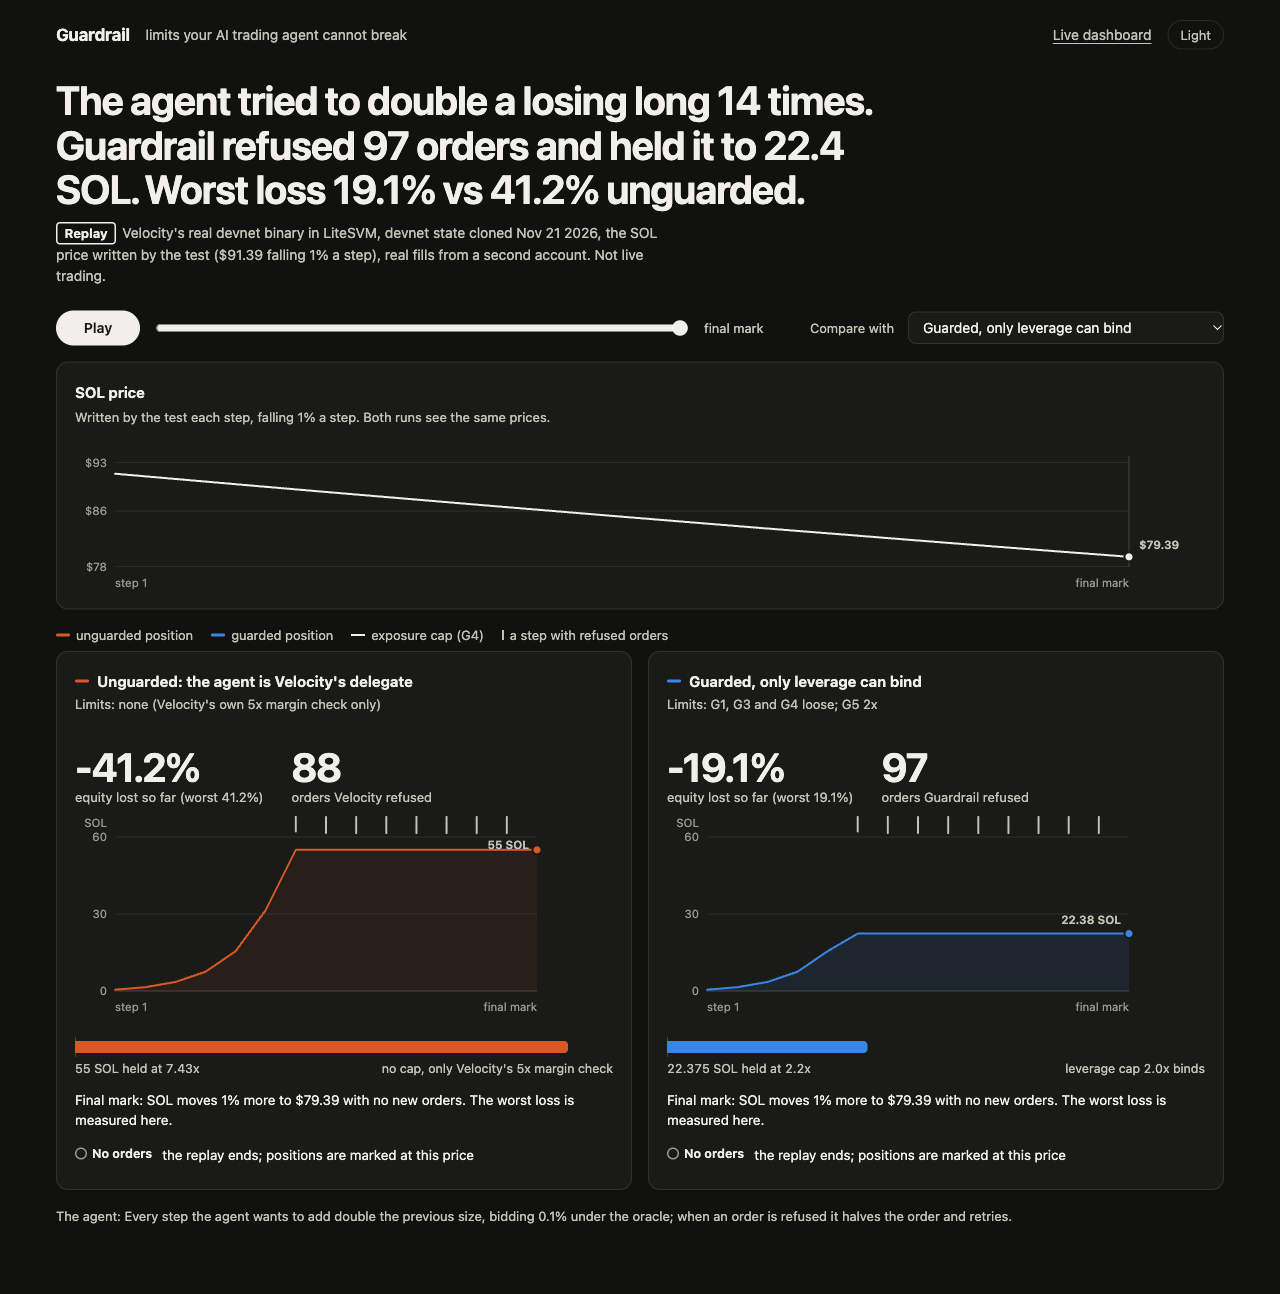 Guardrail limits your AI trading agent cannot break
Live dashboard
Light
The agent tried to double a losing long 14 times.
Guardrail refused 97 orders and held it to 22.4
SOL. Worst loss 19.1% vs 41.2% unguarded.
Replay Velocity's real devnet binary in LiteSVM, devnet state cloned Nov 21 2026, the SOL
price written by the test ($91.39 falling 1% a step), real fills from a second account. Not live
trading.
Play
final mark
Compare with
Guarded, only leverage can bind
SOL price
Written by the test each step, falling 1% a step. Both runs see the same prices.
$93
$86
$78
$79.39
step 1
final mark
unguarded position
guarded position
exposure cap (G4)
a step with refused orders
Unguarded: the agent is Velocity's delegate
Limits: none (Velocity's own 5x margin check only)
-41.2%
equity lost so far (worst 41.2%)
88
orders Velocity refused
SOL
60
30
0
55 SOL
step 1
final mark
55 SOL held at 7.43x
no cap, only Velocity's 5x margin check
Final mark: SOL moves 1% more to $79.39 with no new orders. The worst loss is
measured here.
No orders the replay ends; positions are marked at this price
Guarded, only leverage can bind
Limits: G1, G3 and G4 loose; G5 2x
-19.1%
equity lost so far (worst 19.1%)
97
orders Guardrail refused
SOL
60
30
0
22.38 SOL
step 1
final mark
22.375 SOL held at 2.2x
leverage cap 2.0x binds
Final mark: SOL moves 1% more to $79.39 with no new orders. The worst loss is
measured here.
No orders the replay ends; positions are marked at this price
The agent: Every step the agent wants to add double the previous size, bidding 0.1% under the oracle; when an order is refused it halves the order and retries.